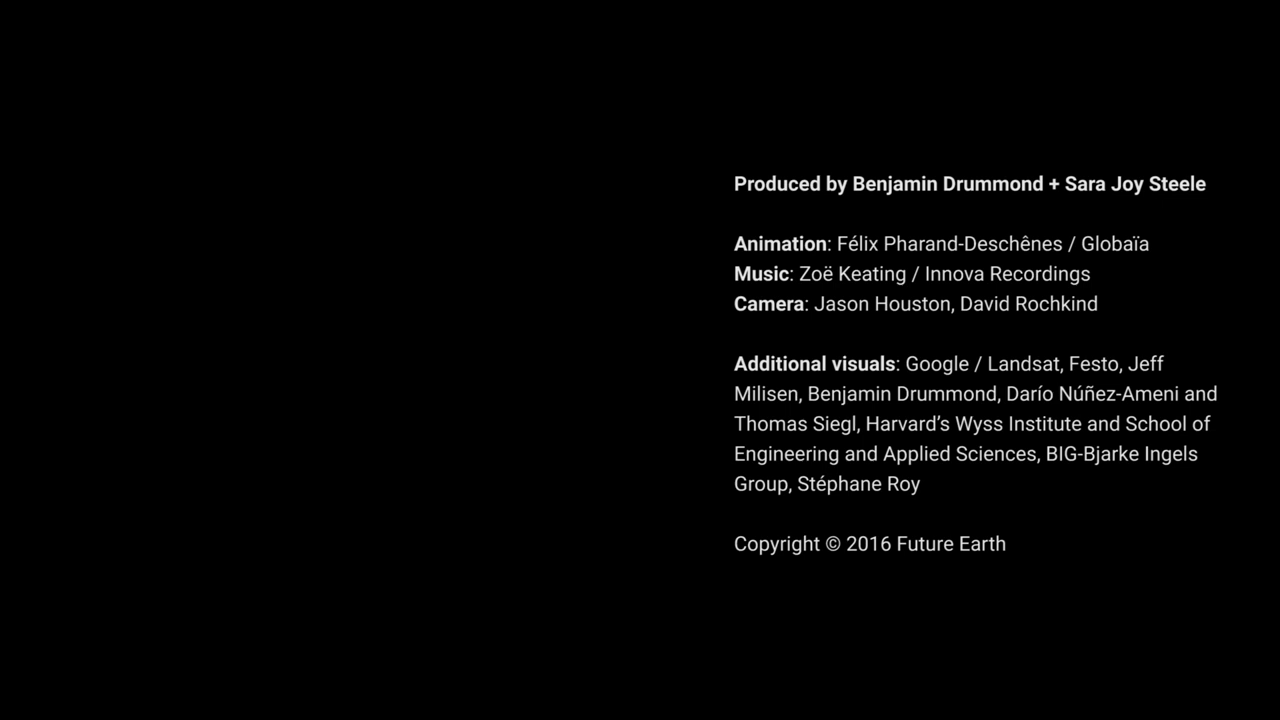 Produced by Benjamin Drummond + Sara Joy Steele
Animation: Félix Pharand-Deschênes / Globaïa
Music: Zoë Keating / Innova Recordings
Camera: Jason Houston, David Rochkind
Additional visuals: Google / Landsat, Festo, Jeff
Milisen, Benjamin Drummond, Darío Núñez-Ameni and
Thomas Siegl, Harvard’s Wyss Institute and School of
Engineering and Applied Sciences, BIG-Bjarke Ingels
Group, Stéphane Roy
Copyright © 2016 Future Earth